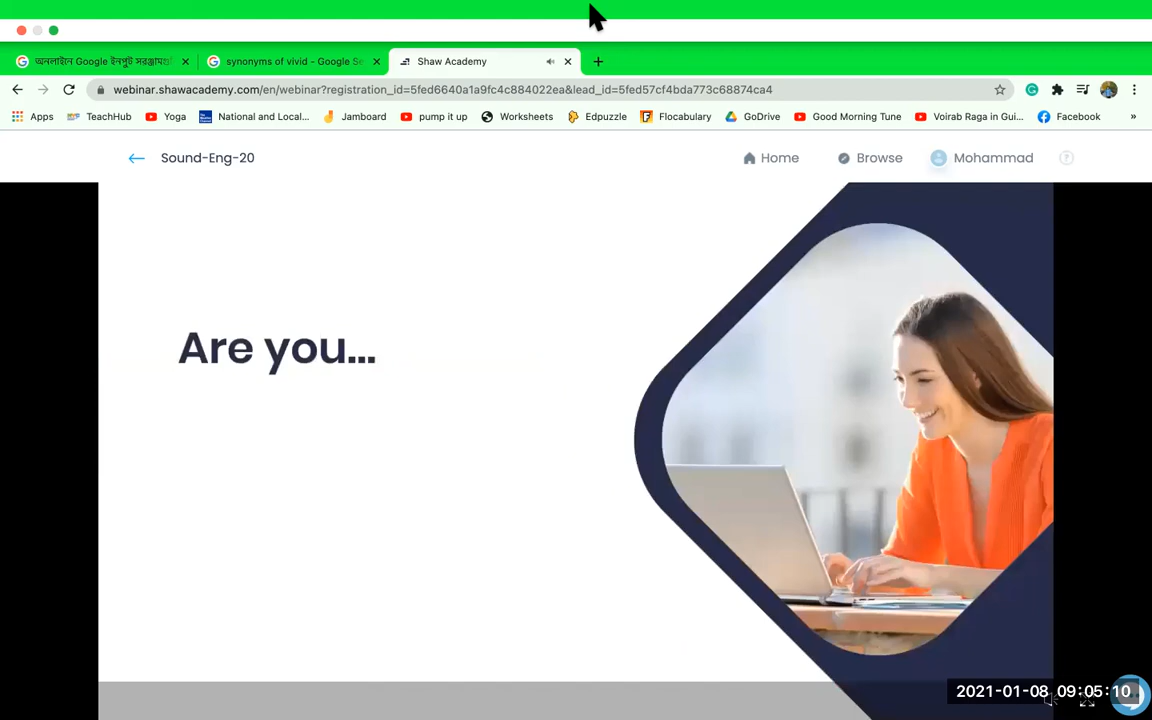 অনলাইনে Google ইনপুট সরঞ্জামগু
synonyms of vivid - Google Se
Shaw Academy
webinar.shawacademy.com/en/webinar?registration_id=5fed6640a1a9fc4c884022ea&lead_id=5fed57cf4bda773c68874ca4
Apps TeachHub Yoga National and Local... Jamboard pump it up Worksheets Edpuzzle Flocabulary GoDrive Good Morning Tune Voirab Raga in Gui... Facebook »
Sound-Eng-20 Home Browse Mohammad ?
Are you...
2021-01-08 09:05:10